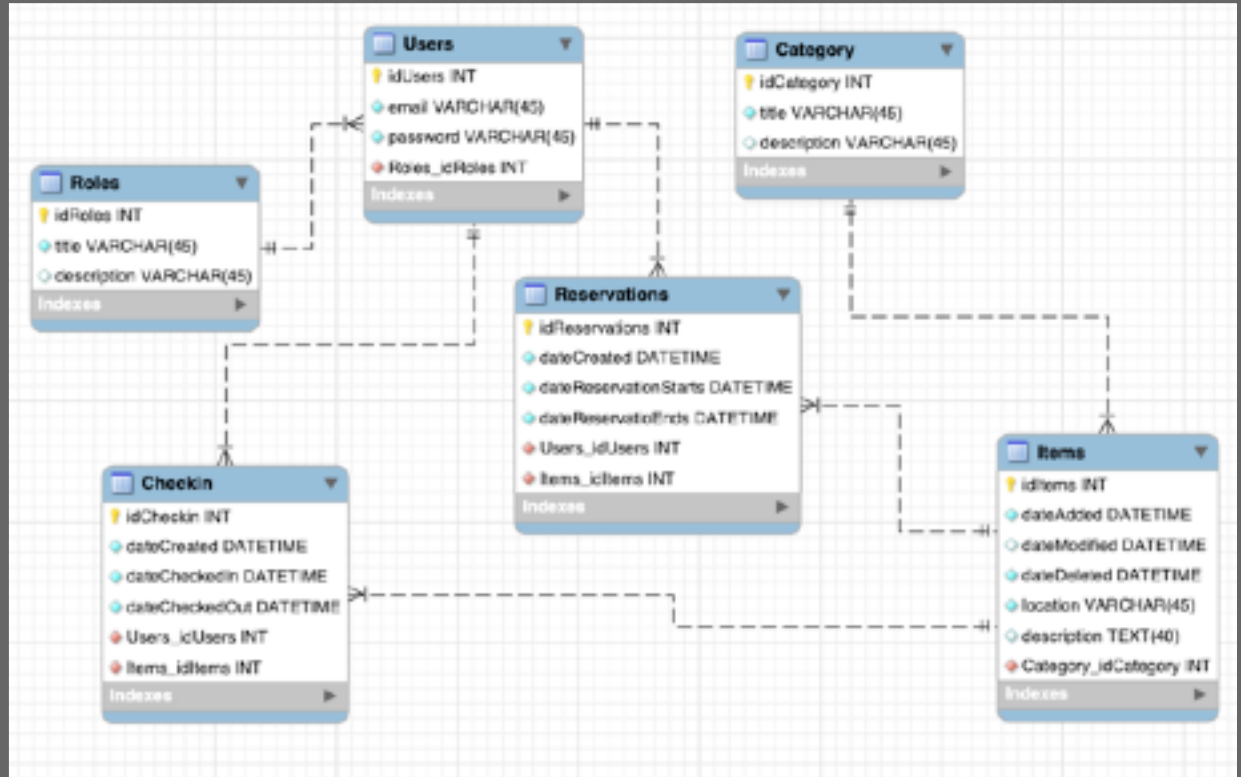 Users
idUsers INT
email VARCHAR(45)
password VARCHAR(45)
Roles_idRoles INT
Indexes
Category
idCategory INT
title VARCHAR(45)
description VARCHAR(45)
Indexes
Roles
idRoles INT
title VARCHAR(45)
description VARCHAR(45)
Indexes
Reservations
idReservations INT
dateCreated DATETIME
dateReservationStarts DATETIME
dateReservatioEnds DATETIME
Users_idUsers INT
Items_idItems INT
Indexes
Checkin
idCheckin INT
dateCreated DATETIME
dateCheckedIn DATETIME
dateCheckedOut DATETIME
Users_idUsers INT
Items_idItems INT
Indexes
Items
idItems INT
dateAdded DATETIME
dateModified DATETIME
dateDeleted DATETIME
location VARCHAR(45)
description TEXT(40)
Category_idCategory INT
Indexes